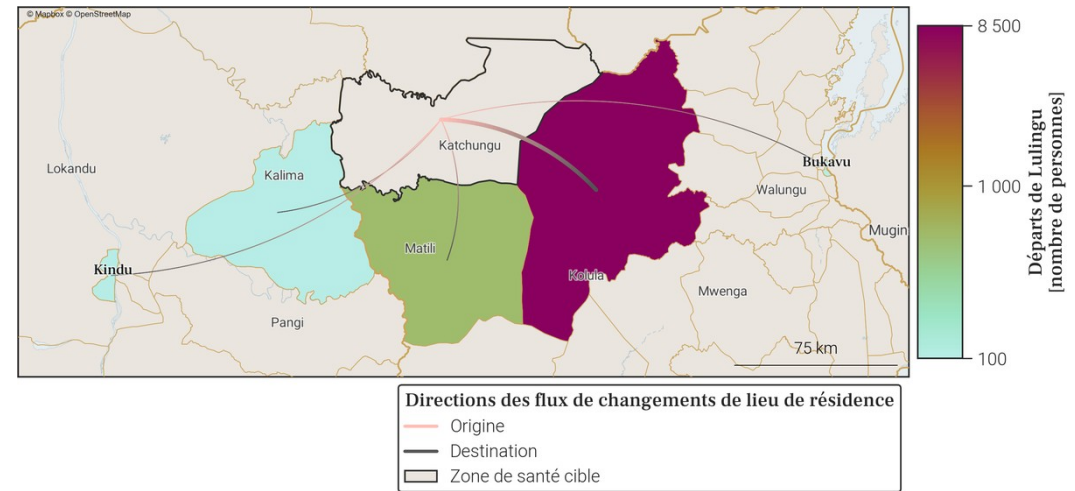 © Mapbox © OpenStreetMap
Lokandu
Kalima
Katchungu
Bukavu
Walungu
Mugin
Matili
Kindu
Mwenga
Pangi
75 km
8 500
1 000
100
Départs de Lulingu
[nombre de personnes]
Directions des flux de changements de lieu de résidence
Origine
Destination
Zone de santé cible